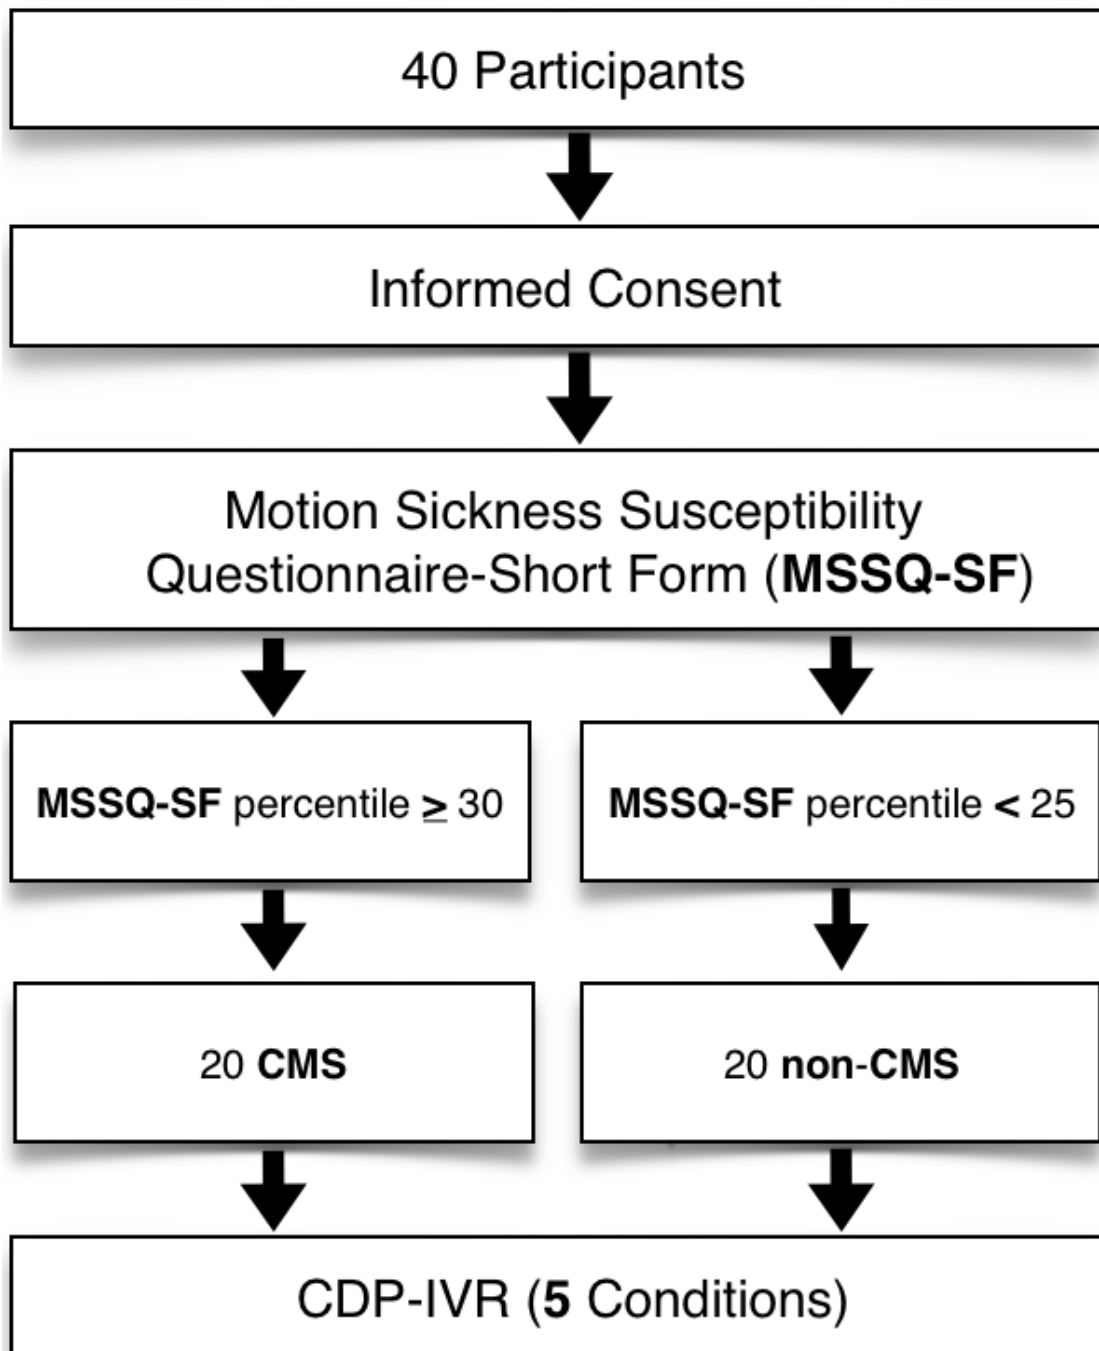 40 Participants
Informed Consent
Motion Sickness Susceptibility
Questionnaire-Short Form (MSSQ-SF)
MSSQ-SF percentile ≥ 30
MSSQ-SF percentile < 25
20 CMS
20 non-CMS
CDP-IVR (5 Conditions)